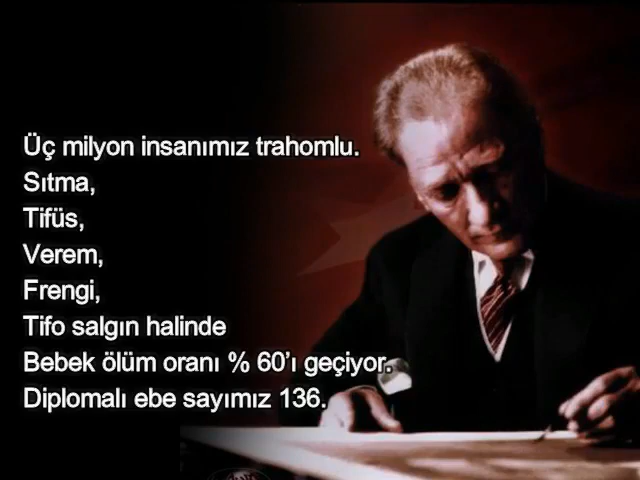 Üç milyon insanımız trahomlu.
Sıtma,
Tifüs,
Verem,
Frengi,
Tifo salgın halinde
Bebek ölüm oranı % 60'ı geçiyor.
Diplomalı ebe sayımız 136.